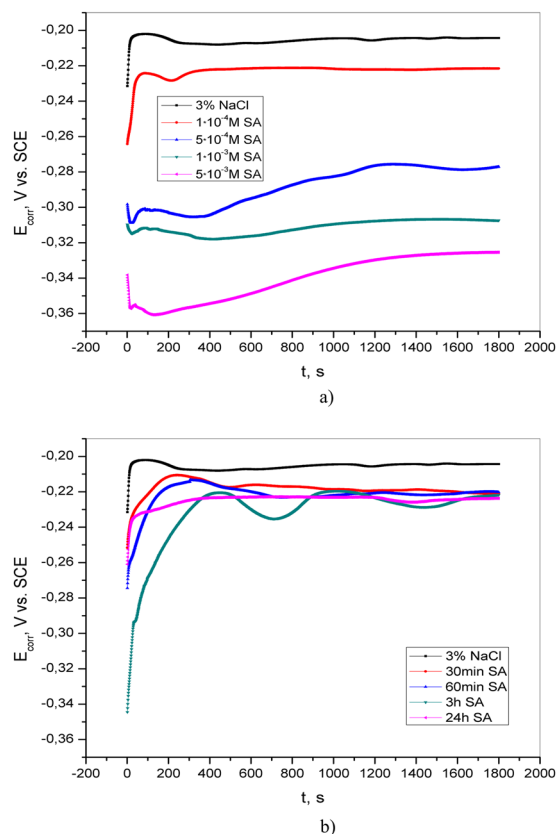 -0,20
-0,22
-0,24
-0,26
-0,28
-0,30
-0,32
-0,34
-0,36
E_corr, V vs. SCE
3% NaCl
1·10⁻⁴M SA
5·10⁻⁴M SA
1·10⁻³M SA
5·10⁻³M SA
-200 0 200 400 600 800 1000 1200 1400 1600 1800 2000
t, s
a)
-0,20
-0,22
-0,24
-0,26
-0,28
-0,30
-0,32
-0,34
-0,36
E_corr, V vs. SCE
3% NaCl
30min SA
60min SA
3h SA
24h SA
-200 0 200 400 600 800 1000 1200 1400 1600 1800 2000
t, s
b)